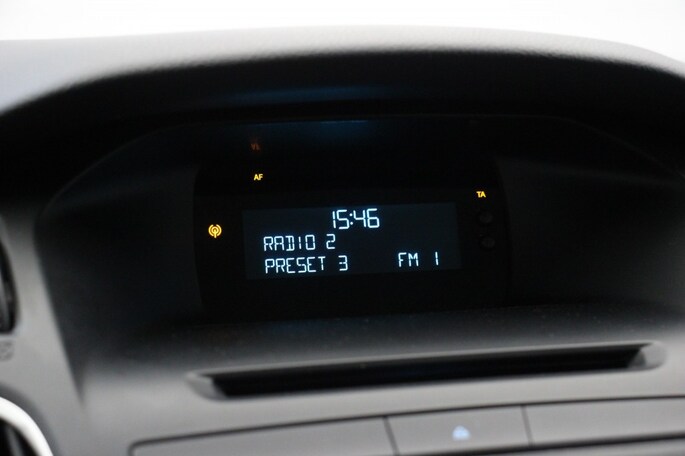 AF
TA
15:46
RADIO 2
PRESET 3 FM 1